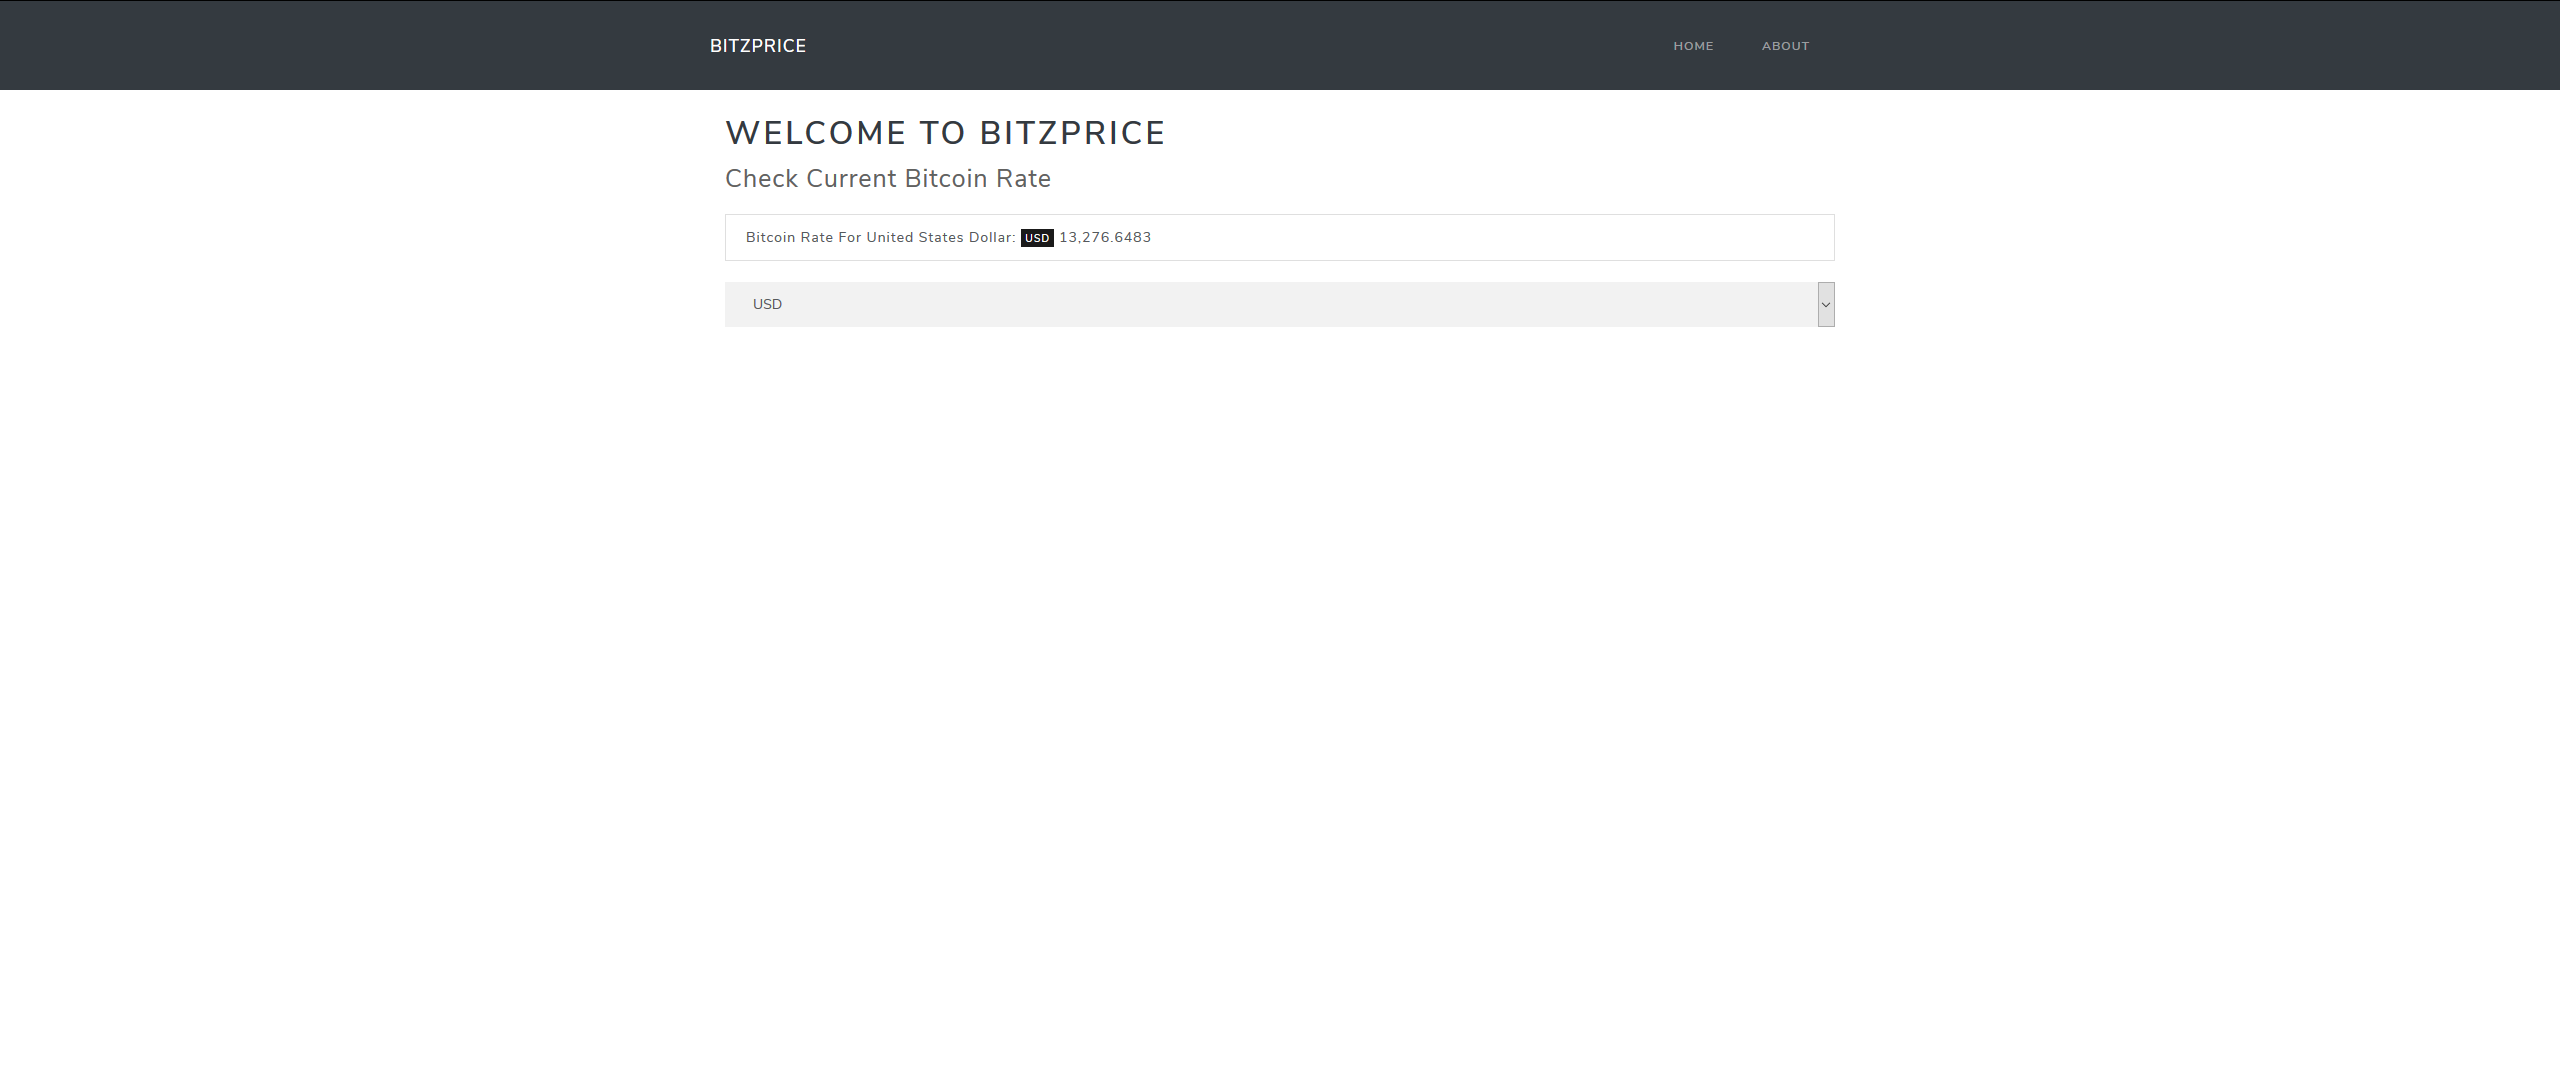 BITZPRICE
HOME ABOUT
WELCOME TO BITZPRICE
Check Current Bitcoin Rate
Bitcoin Rate For United States Dollar: USD 13,276.6483
USD